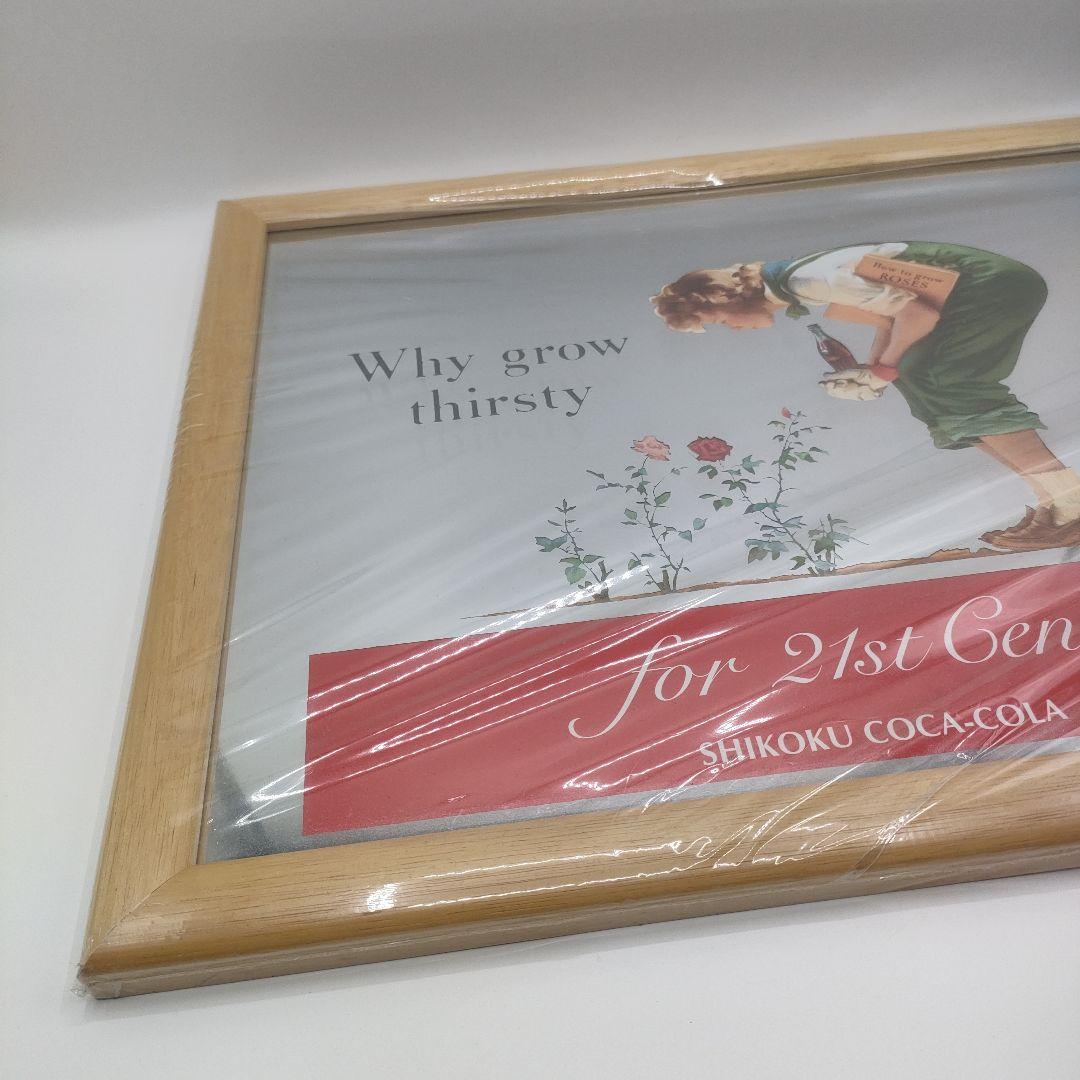 How to grow
ROSES
Why grow
thirsty
for 21st Cen
SHIKOKU COCA-COLA